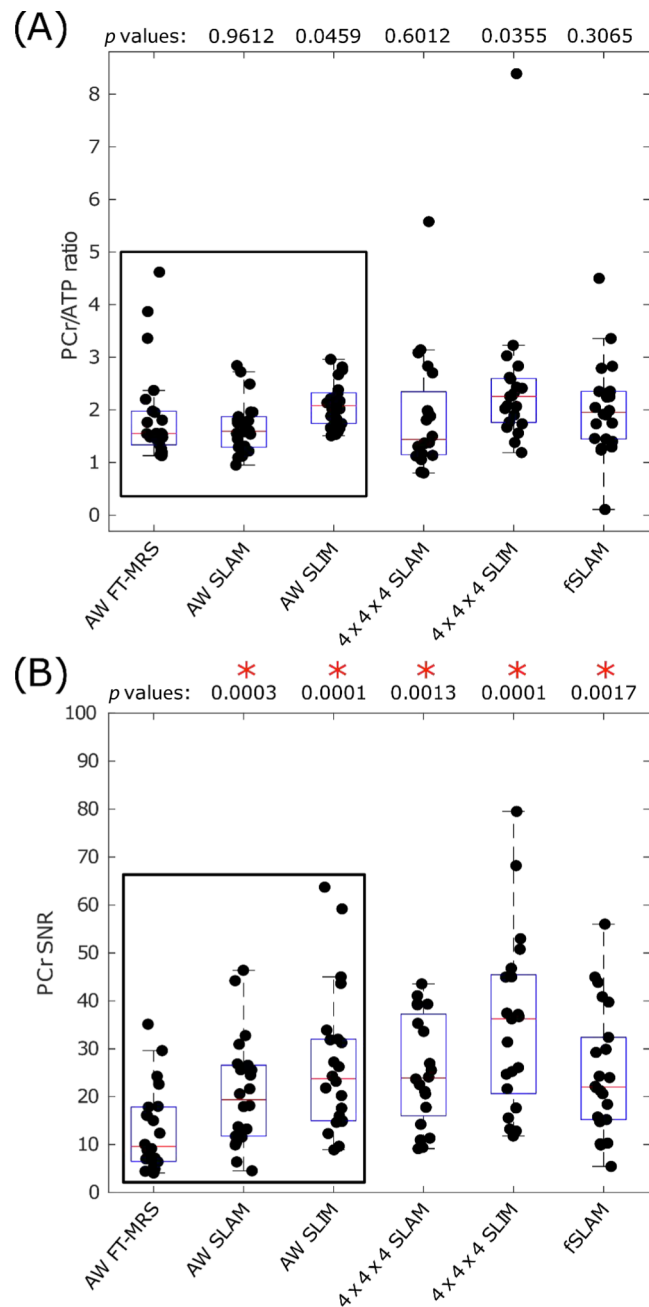 (A)
p values: 0.9612 0.0459 0.6012 0.0355 0.3065
8
7
6
5
4
3
2
1
0
PCr/ATP ratio
AW FT-MRS
AW SLAM
AW SLIM
4 x 4 x 4 SLAM
4 x 4 x 4 SLIM
fSLAM
(B)
* * * * *
p values: 0.0003 0.0001 0.0013 0.0001 0.0017
100
90
80
70
60
50
40
30
20
10
0
PCr SNR
AW FT-MRS
AW SLAM
AW SLIM
4 x 4 x 4 SLAM
4 x 4 x 4 SLIM
fSLAM